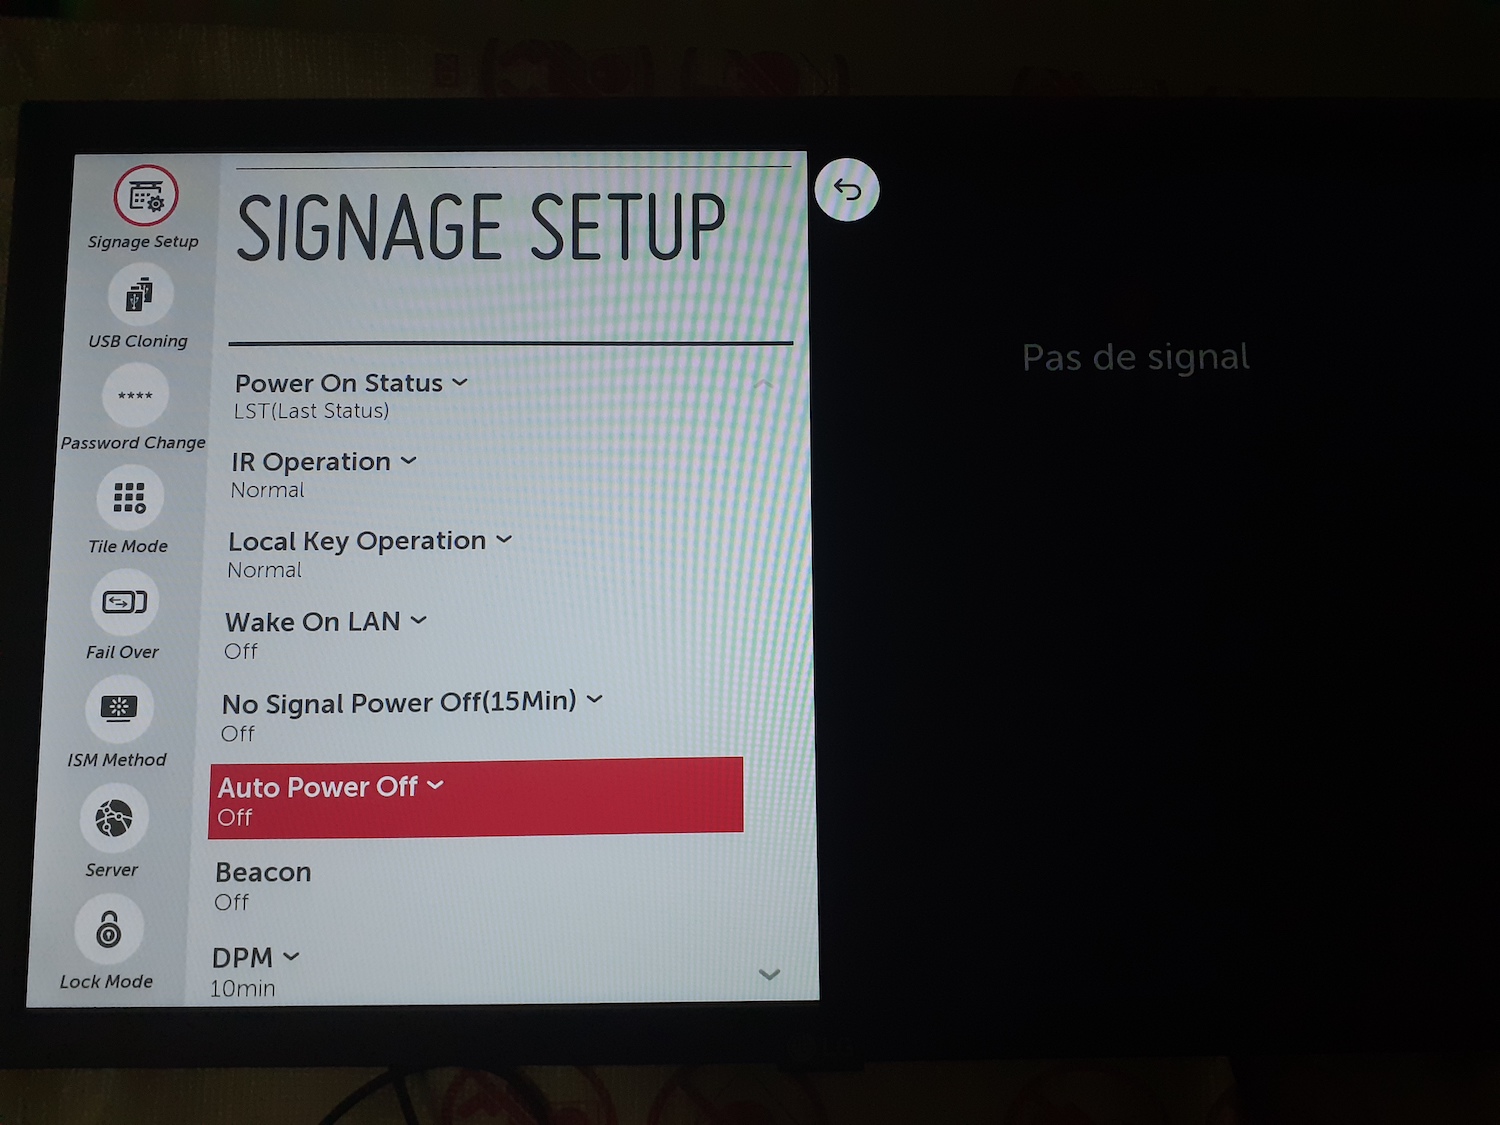 SIGNAGE SETUP
Signage Setup
USB Cloning
****
Password Change
Tile Mode
Fail Over
ISM Method
Server
Lock Mode
Power On Status
LST(Last Status)
IR Operation
Normal
Local Key Operation
Normal
Wake On LAN
Off
No Signal Power Off(15Min)
Off
Auto Power Off
Off
Beacon
Off
DPM
10min
Pas de signal